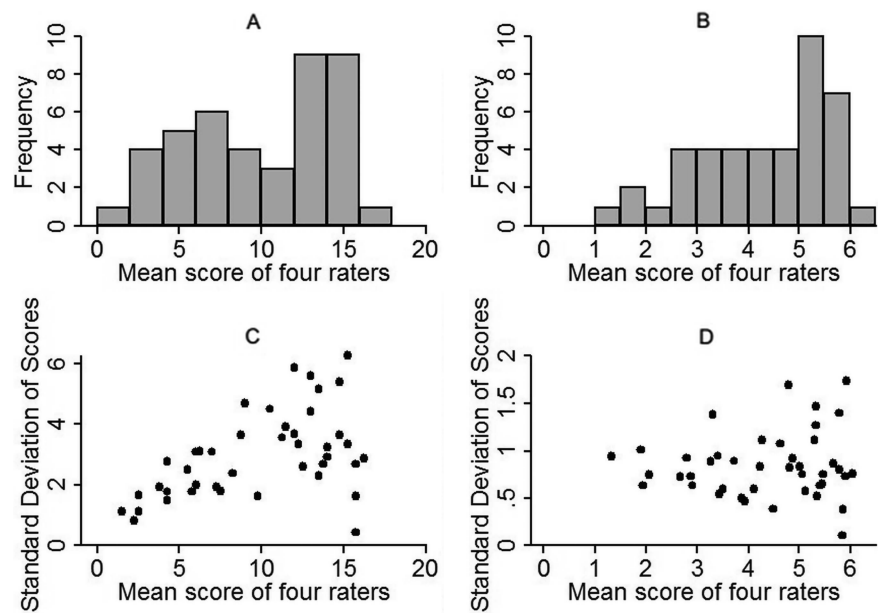 A
Frequency
10
8
6
4
2
0
0 5 10 15 20
Mean score of four raters
B
Frequency
10
8
6
4
2
0
0 1 2 3 4 5 6
Mean score of four raters
C
Standard Deviation of Scores
6
4
2
0
0 5 10 15 20
Mean score of four raters
D
Standard Deviation of Scores
2
1.5
1
.5
0
0 1 2 3 4 5 6
Mean score of four raters